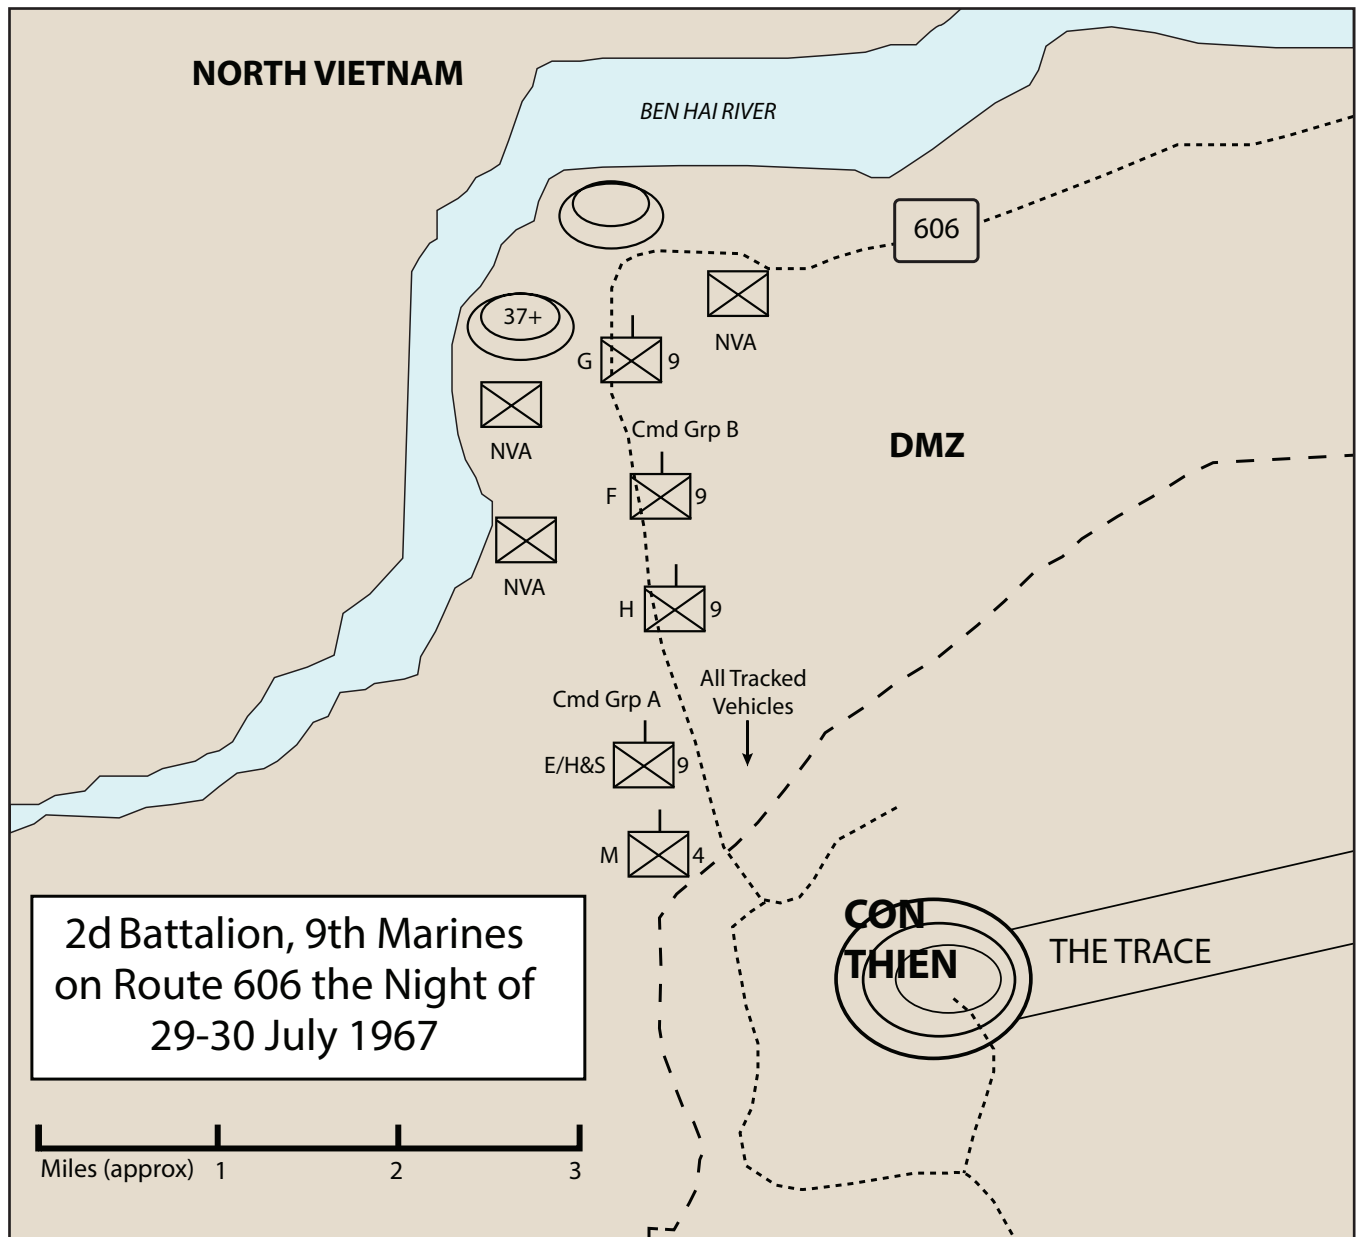 NORTH VIETNAM
BEN HAI RIVER
606
NVA
37+
G
9
NVA
Cmd Grp B
DMZ
F
9
NVA
H
9
All Tracked
Vehicles
Cmd Grp A
E/H&S
9
M
4
CON
THIEN
THE TRACE
2d Battalion, 9th Marines
on Route 606 the Night of
29-30 July 1967
Miles (approx) 1 2 3